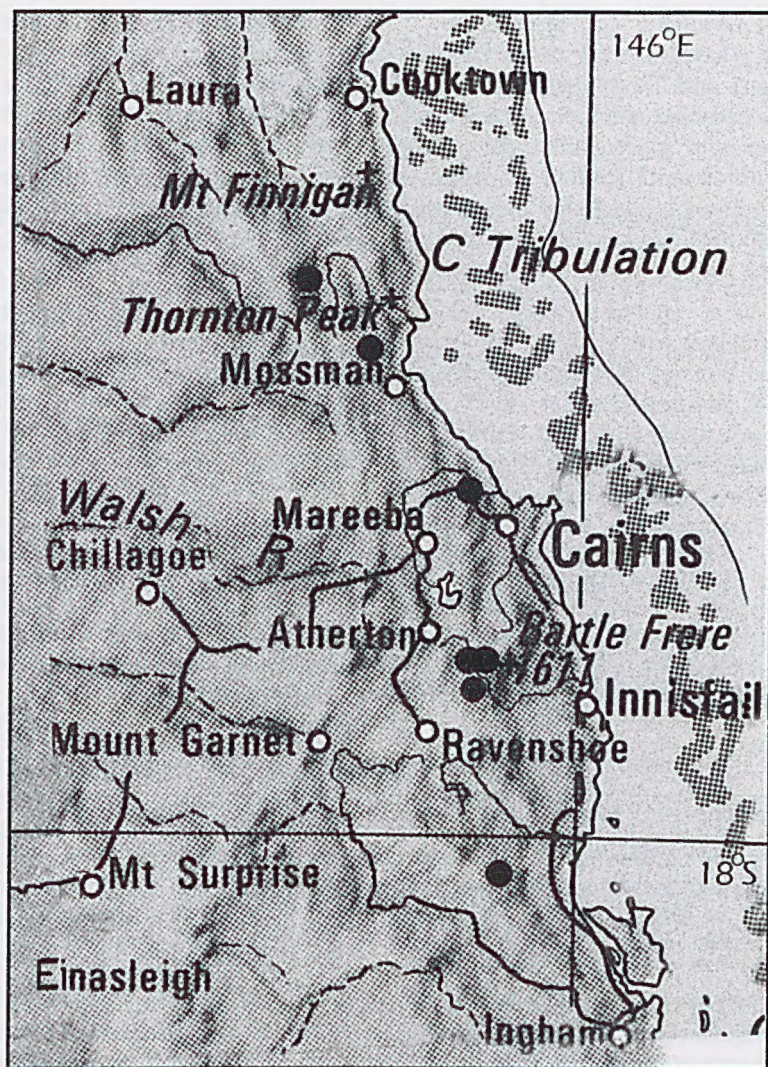 146°E
Laura
Cooktown
Mt Finnigan
C Tribulation
Thornton Peak
Mossman
Walsh R
Mareeba
Chillagoe
Cairns
Atherton
Bartle Frere
Innisfail
Mount Garnet
Ravenshoe
18°S
Mt Surprise
Einasleigh
Ingham